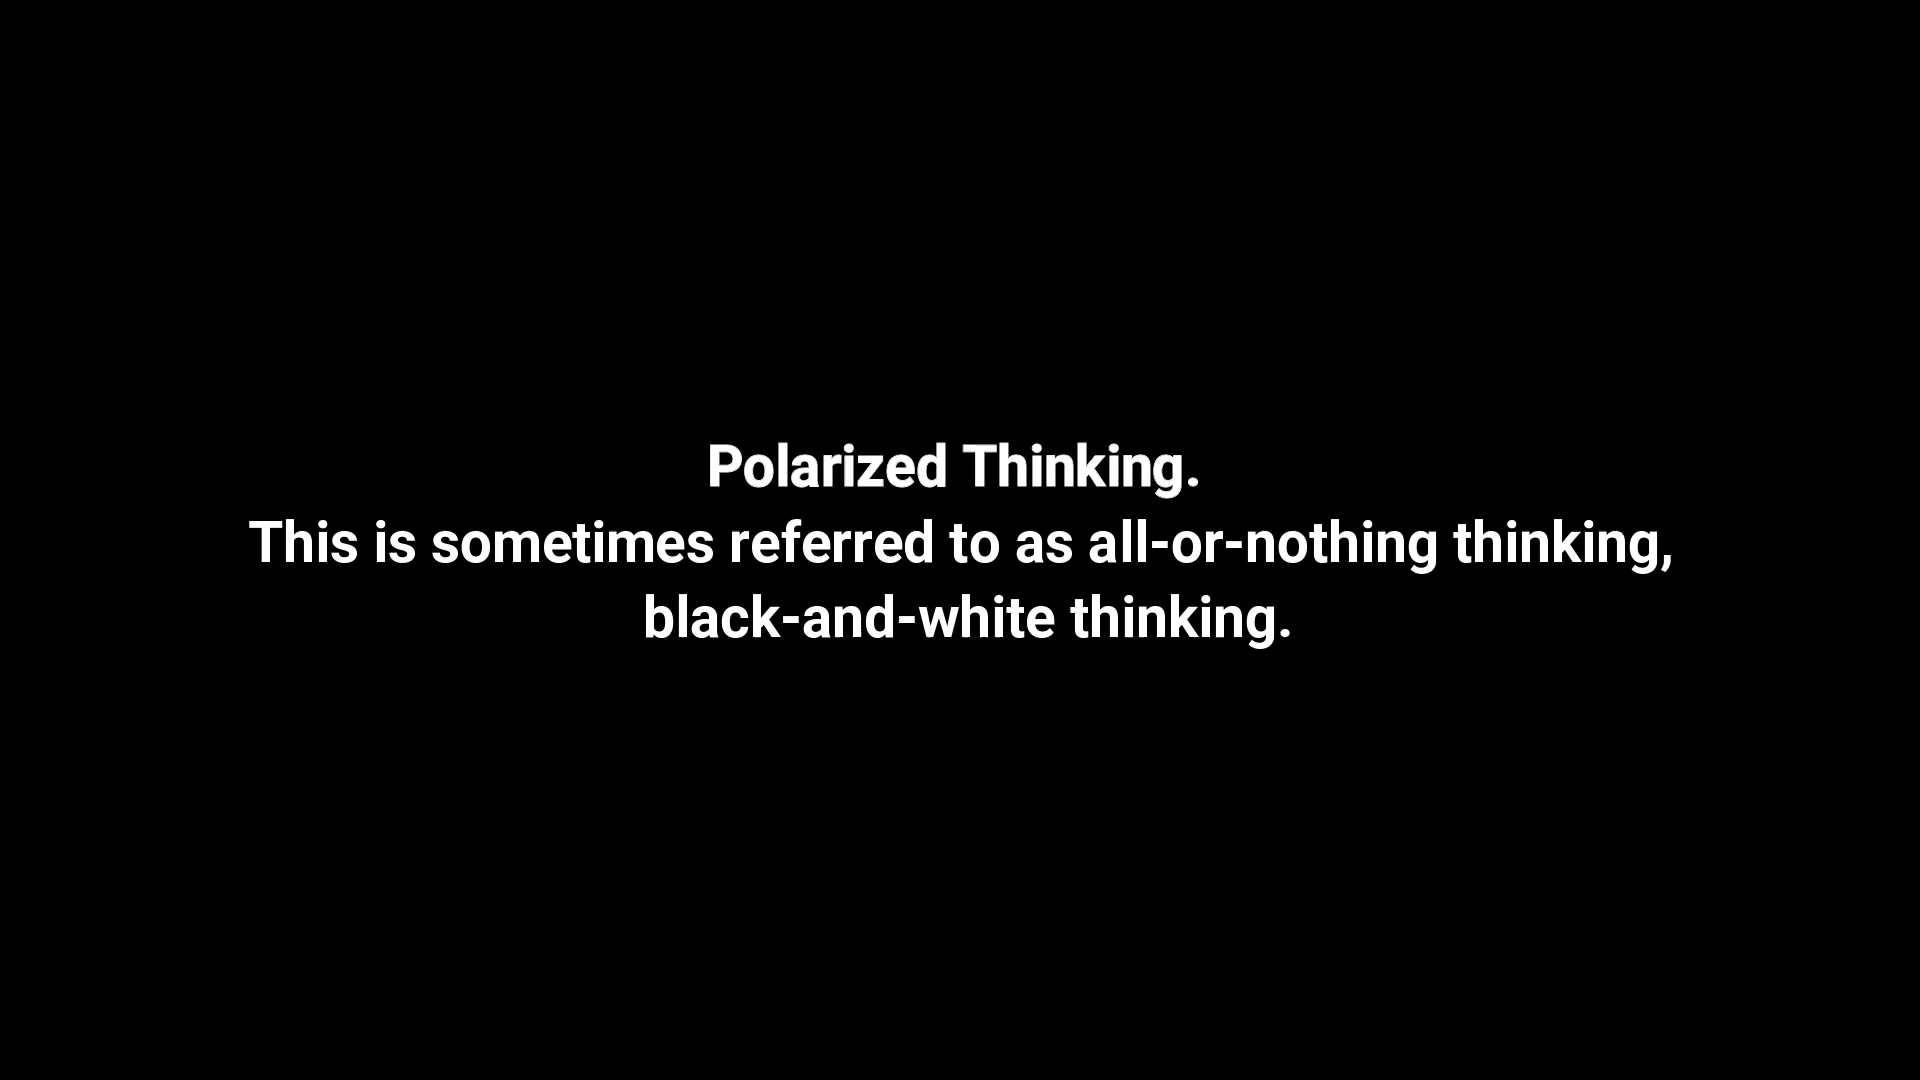 Polarized Thinking.
This is sometimes referred to as all-or-nothing thinking,
black-and-white thinking.